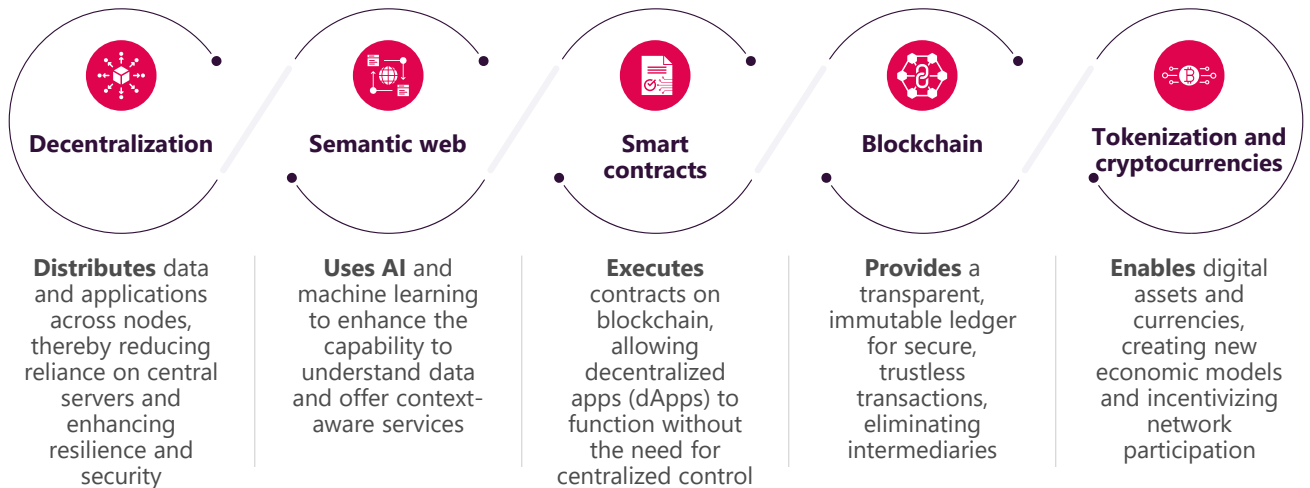 Decentralization
Semantic web
Smart
contracts
Blockchain
Tokenization and
cryptocurrencies
Distributes data
and applications
across nodes,
thereby reducing
reliance on central
servers and
enhancing
resilience and
security
Uses AI and
machine learning
to enhance the
capability to
understand data
and offer context-
aware services
Executes
contracts on
blockchain,
allowing
decentralized
apps (dApps) to
function without
the need for
centralized control
Provides a
transparent,
immutable ledger
for secure,
trustless
transactions,
eliminating
intermediaries
Enables digital
assets and
currencies,
creating new
economic models
and incentivizing
network
participation